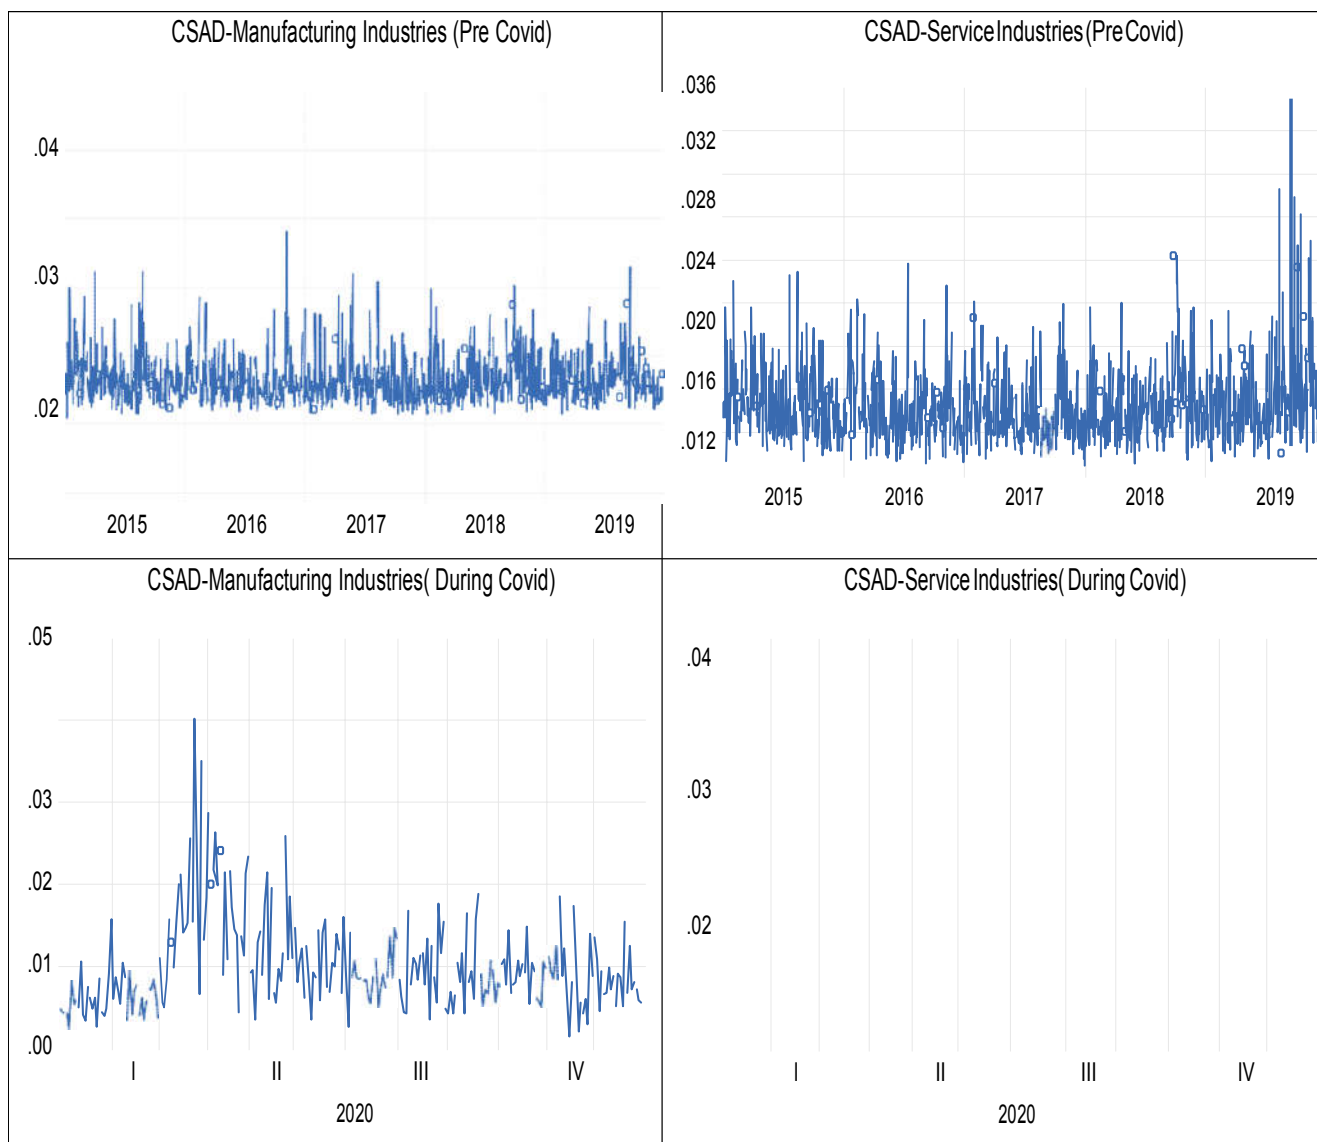 CSAD-Manufacturing Industries (Pre Covid)
.04
.03
.02
2015 2016 2017 2018 2019
CSAD-Service Industries (Pre Covid)
.036
.032
.028
.024
.020
.016
.012
2015 2016 2017 2018 2019
CSAD-Manufacturing Industries( During Covid)
.05
.03
.02
.01
.00
I II III IV
2020
CSAD-Service Industries( During Covid)
.04
.03
.02
I II III IV
2020